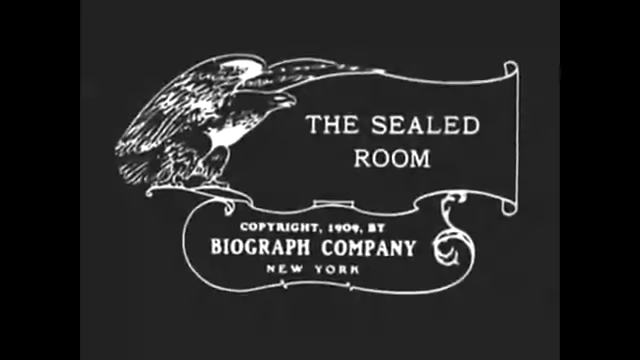 THE SEALED
ROOM
COPYRIGHT, 1909, BY
BIOGRAPH COMPANY
NEW YORK